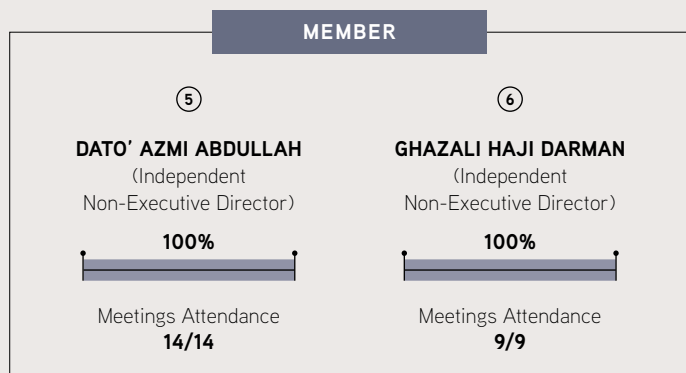 MEMBER
5
DATO’ AZMI ABDULLAH
(Independent
Non-Executive Director)
100%
Meetings Attendance
14/14
6
GHAZALI HAJI DARMAN
(Independent
Non-Executive Director)
100%
Meetings Attendance
9/9